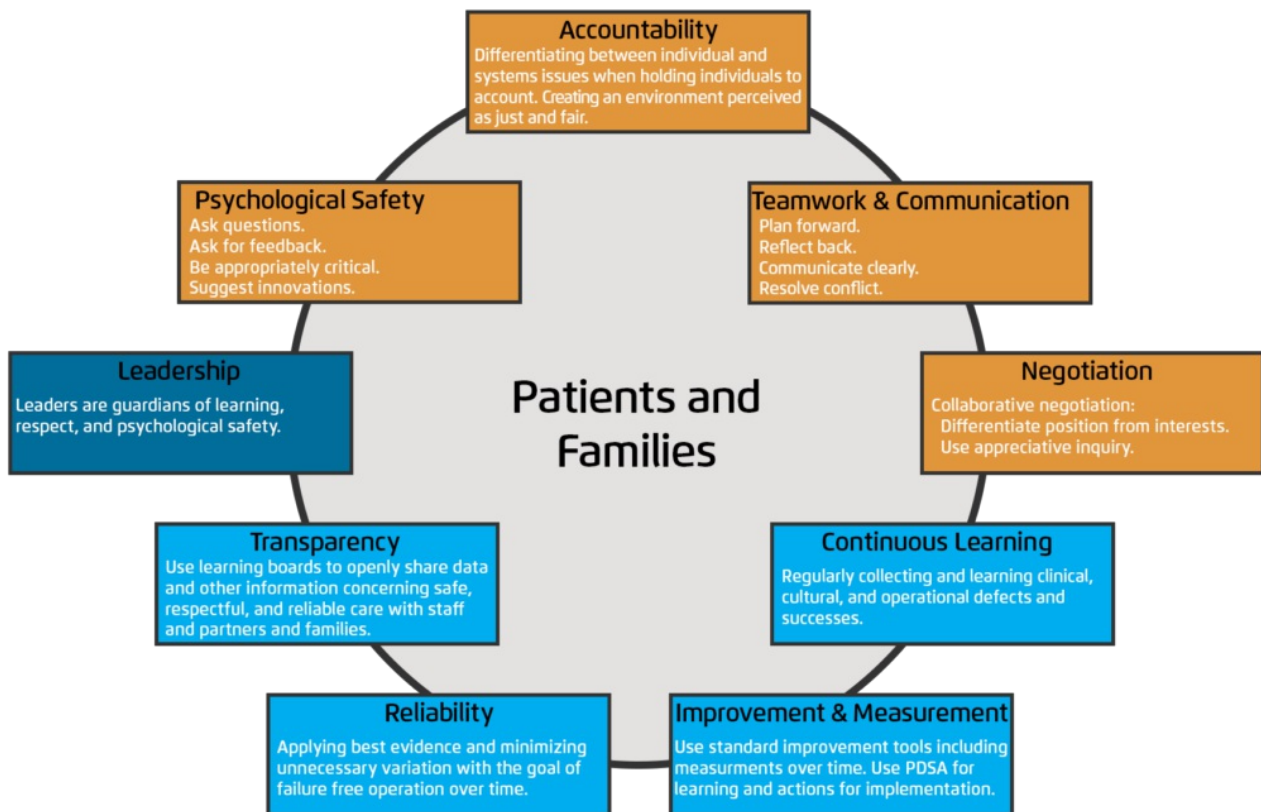 Accountability
Differentiating between individual and
systems issues when holding individuals to
account. Creating an environment perceived
as just and fair.
Psychological Safety
Ask questions.
Ask for feedback.
Be appropriately critical.
Suggest innovations.
Teamwork & Communication
Plan forward.
Reflect back.
Communicate clearly.
Resolve conflict.
Leadership
Leaders are guardians of learning,
respect, and psychological safety.
Patients and
Families
Negotiation
Collaborative negotiation:
Differentiate position from interests.
Use appreciative inquiry.
Transparency
Use learning boards to openly share data
and other information concerning safe,
respectful, and reliable care with staff
and partners and families.
Continuous Learning
Regularly collecting and learning clinical,
cultural, and operational defects and
successes.
Reliability
Applying best evidence and minimizing
unnecessary variation with the goal of
failure free operation over time.
Improvement & Measurement
Use standard improvement tools including
measurments over time. Use PDSA for
learning and actions for implementation.